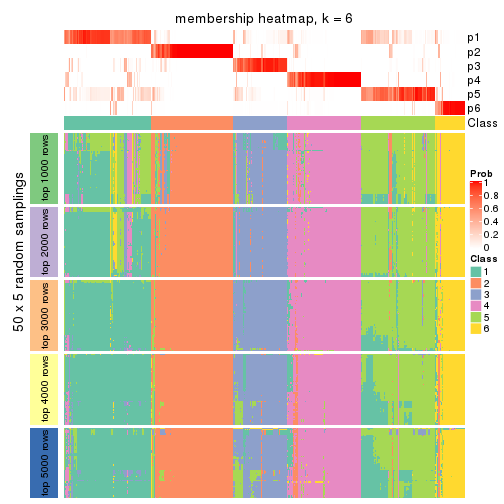 membership heatmap, k = 6
p1
p2
p3
p4
p5
p6
Class
50 x 5 random samplings
top 1000 rows
top 2000 rows
top 3000 rows
top 4000 rows
top 5000 rows
Prob
1
0.8
0.6
0.4
0.2
0
Class
1
2
3
4
5
6